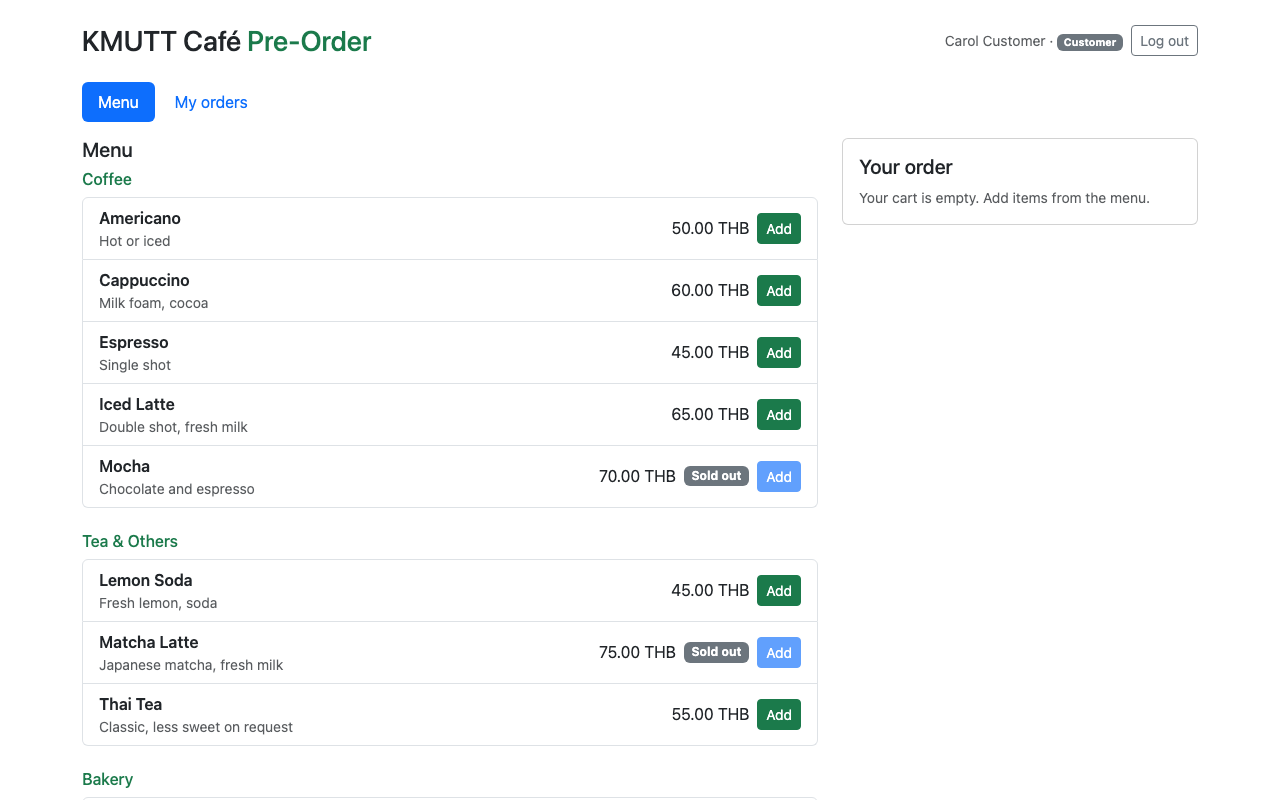 KMUTT Café Pre-Order
Carol Customer · Customer Log out
Menu My orders
Menu
Coffee
Americano
Hot or iced
50.00 THB Add
Cappuccino
Milk foam, cocoa
60.00 THB Add
Espresso
Single shot
45.00 THB Add
Iced Latte
Double shot, fresh milk
65.00 THB Add
Mocha
Chocolate and espresso
70.00 THB Sold out Add
Tea & Others
Lemon Soda
Fresh lemon, soda
45.00 THB Add
Matcha Latte
Japanese matcha, fresh milk
75.00 THB Sold out Add
Thai Tea
Classic, less sweet on request
55.00 THB Add
Bakery
Your order
Your cart is empty. Add items from the menu.